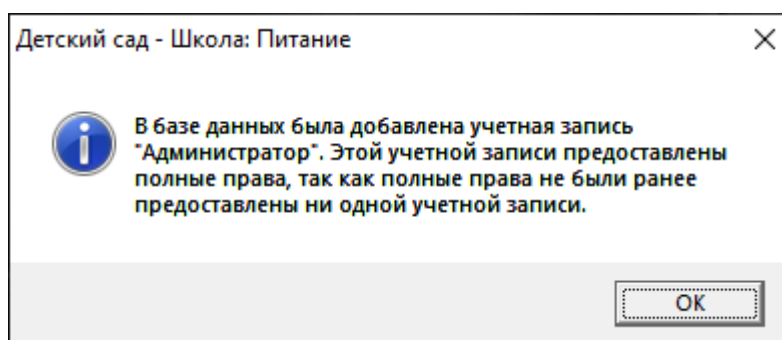 Детский сад - Школа: Питание
В базе данных была добавлена учетная запись
"Администратор". Этой учетной записи предоставлены
полные права, так как полные права не были ранее
предоставлены ни одной учетной записи.
OK